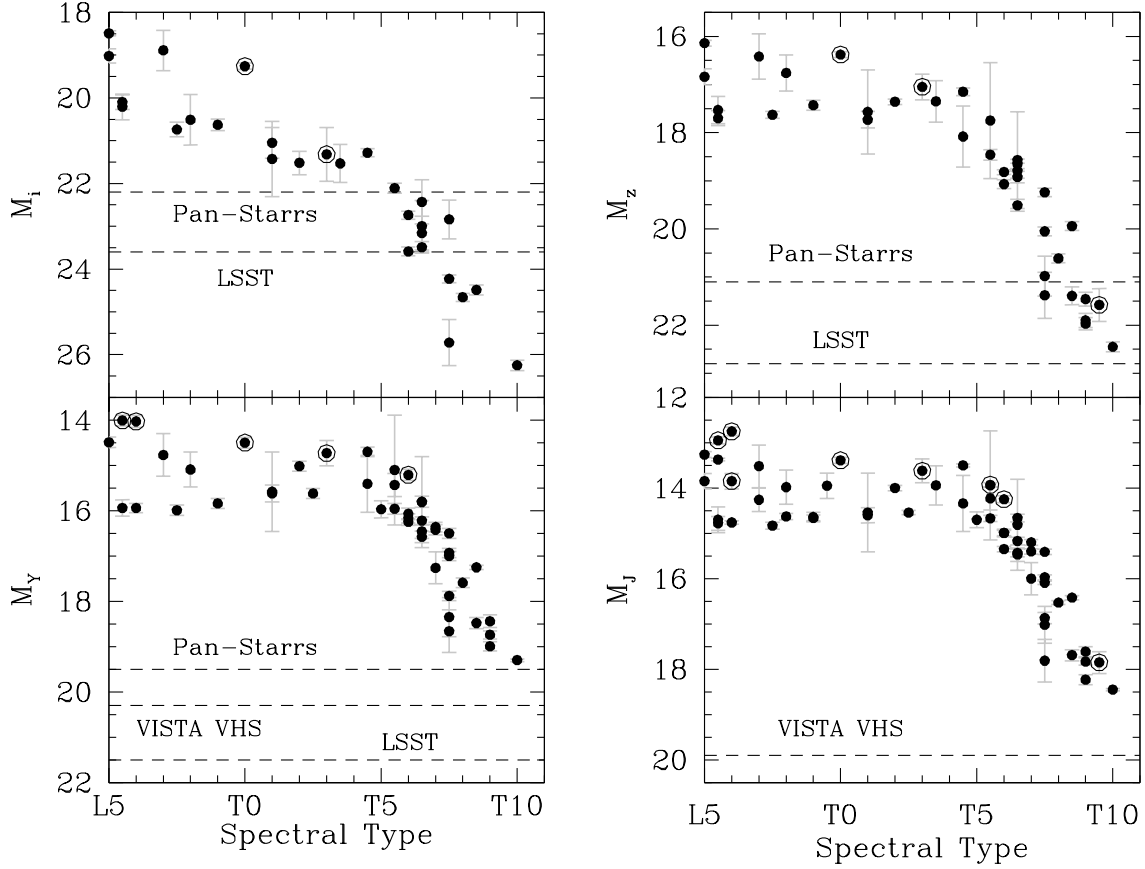 18
20
22
24
26
M_i
Pan-Starrs
LSST
16
18
20
22
M_z
Pan-Starrs
LSST
14
16
18
20
22
M_Y
Pan-Starrs
VISTA VHS
LSST
L5 T0 T5 T10
Spectral Type
12
14
16
18
20
M_J
VISTA VHS
L5 T0 T5 T10
Spectral Type